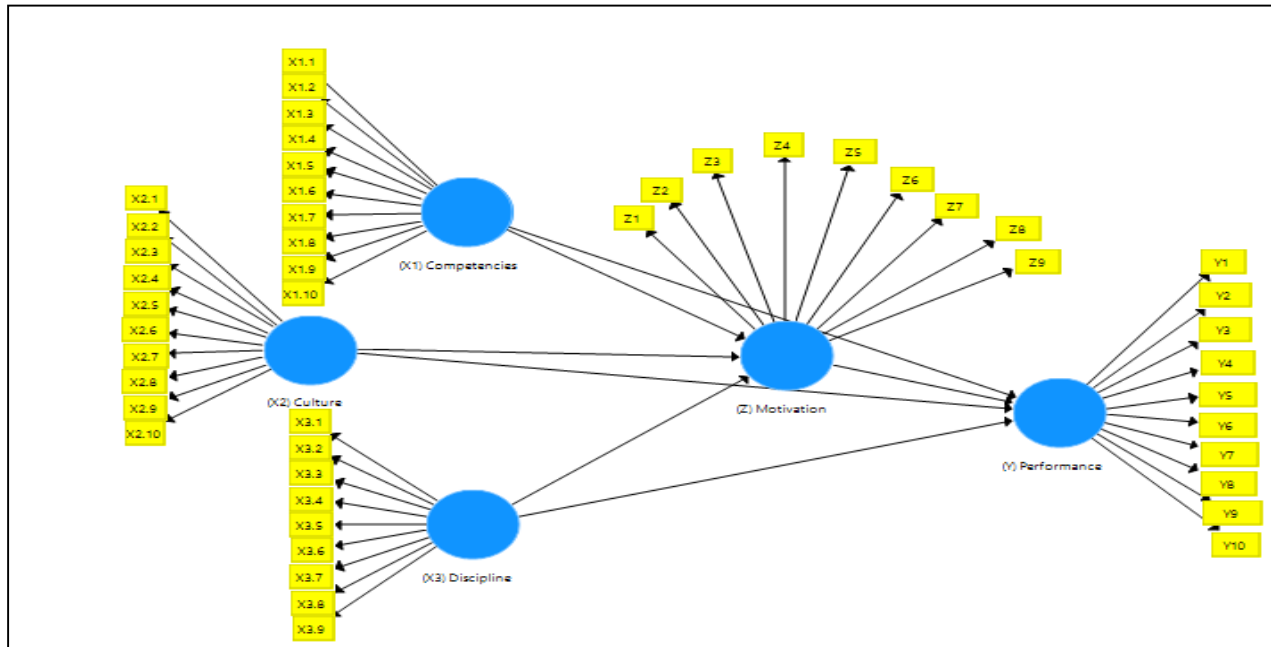 X1.1
X1.2
X1.3
X1.4
X1.5
X1.6
X1.7
X1.8
X1.9
X1.10
(X1) Competencies
X2.1
X2.2
X2.3
X2.4
X2.5
X2.6
X2.7
X2.8
X2.9
X2.10
(X2) Culture
X3.1
X3.2
X3.3
X3.4
X3.5
X3.6
X3.7
X3.8
X3.9
(X3) Discipline
Z1
Z2
Z3
Z4
Z5
Z6
Z7
Z8
Z9
(Z) Motivation
Y1
Y2
Y3
Y4
Y5
Y6
Y7
Y8
Y9
Y10
(Y) Performance